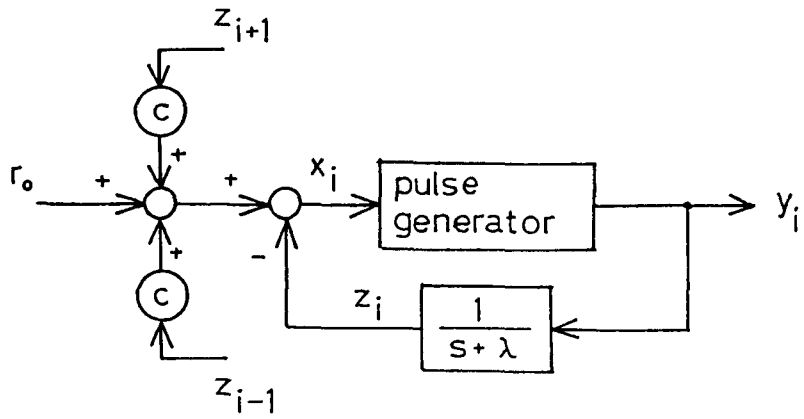 z_{i+1}
c
+
r_o
+
+
x_i
pulse
generator
y_i
+
-
c
z_i
1
s + λ
z_{i-1}